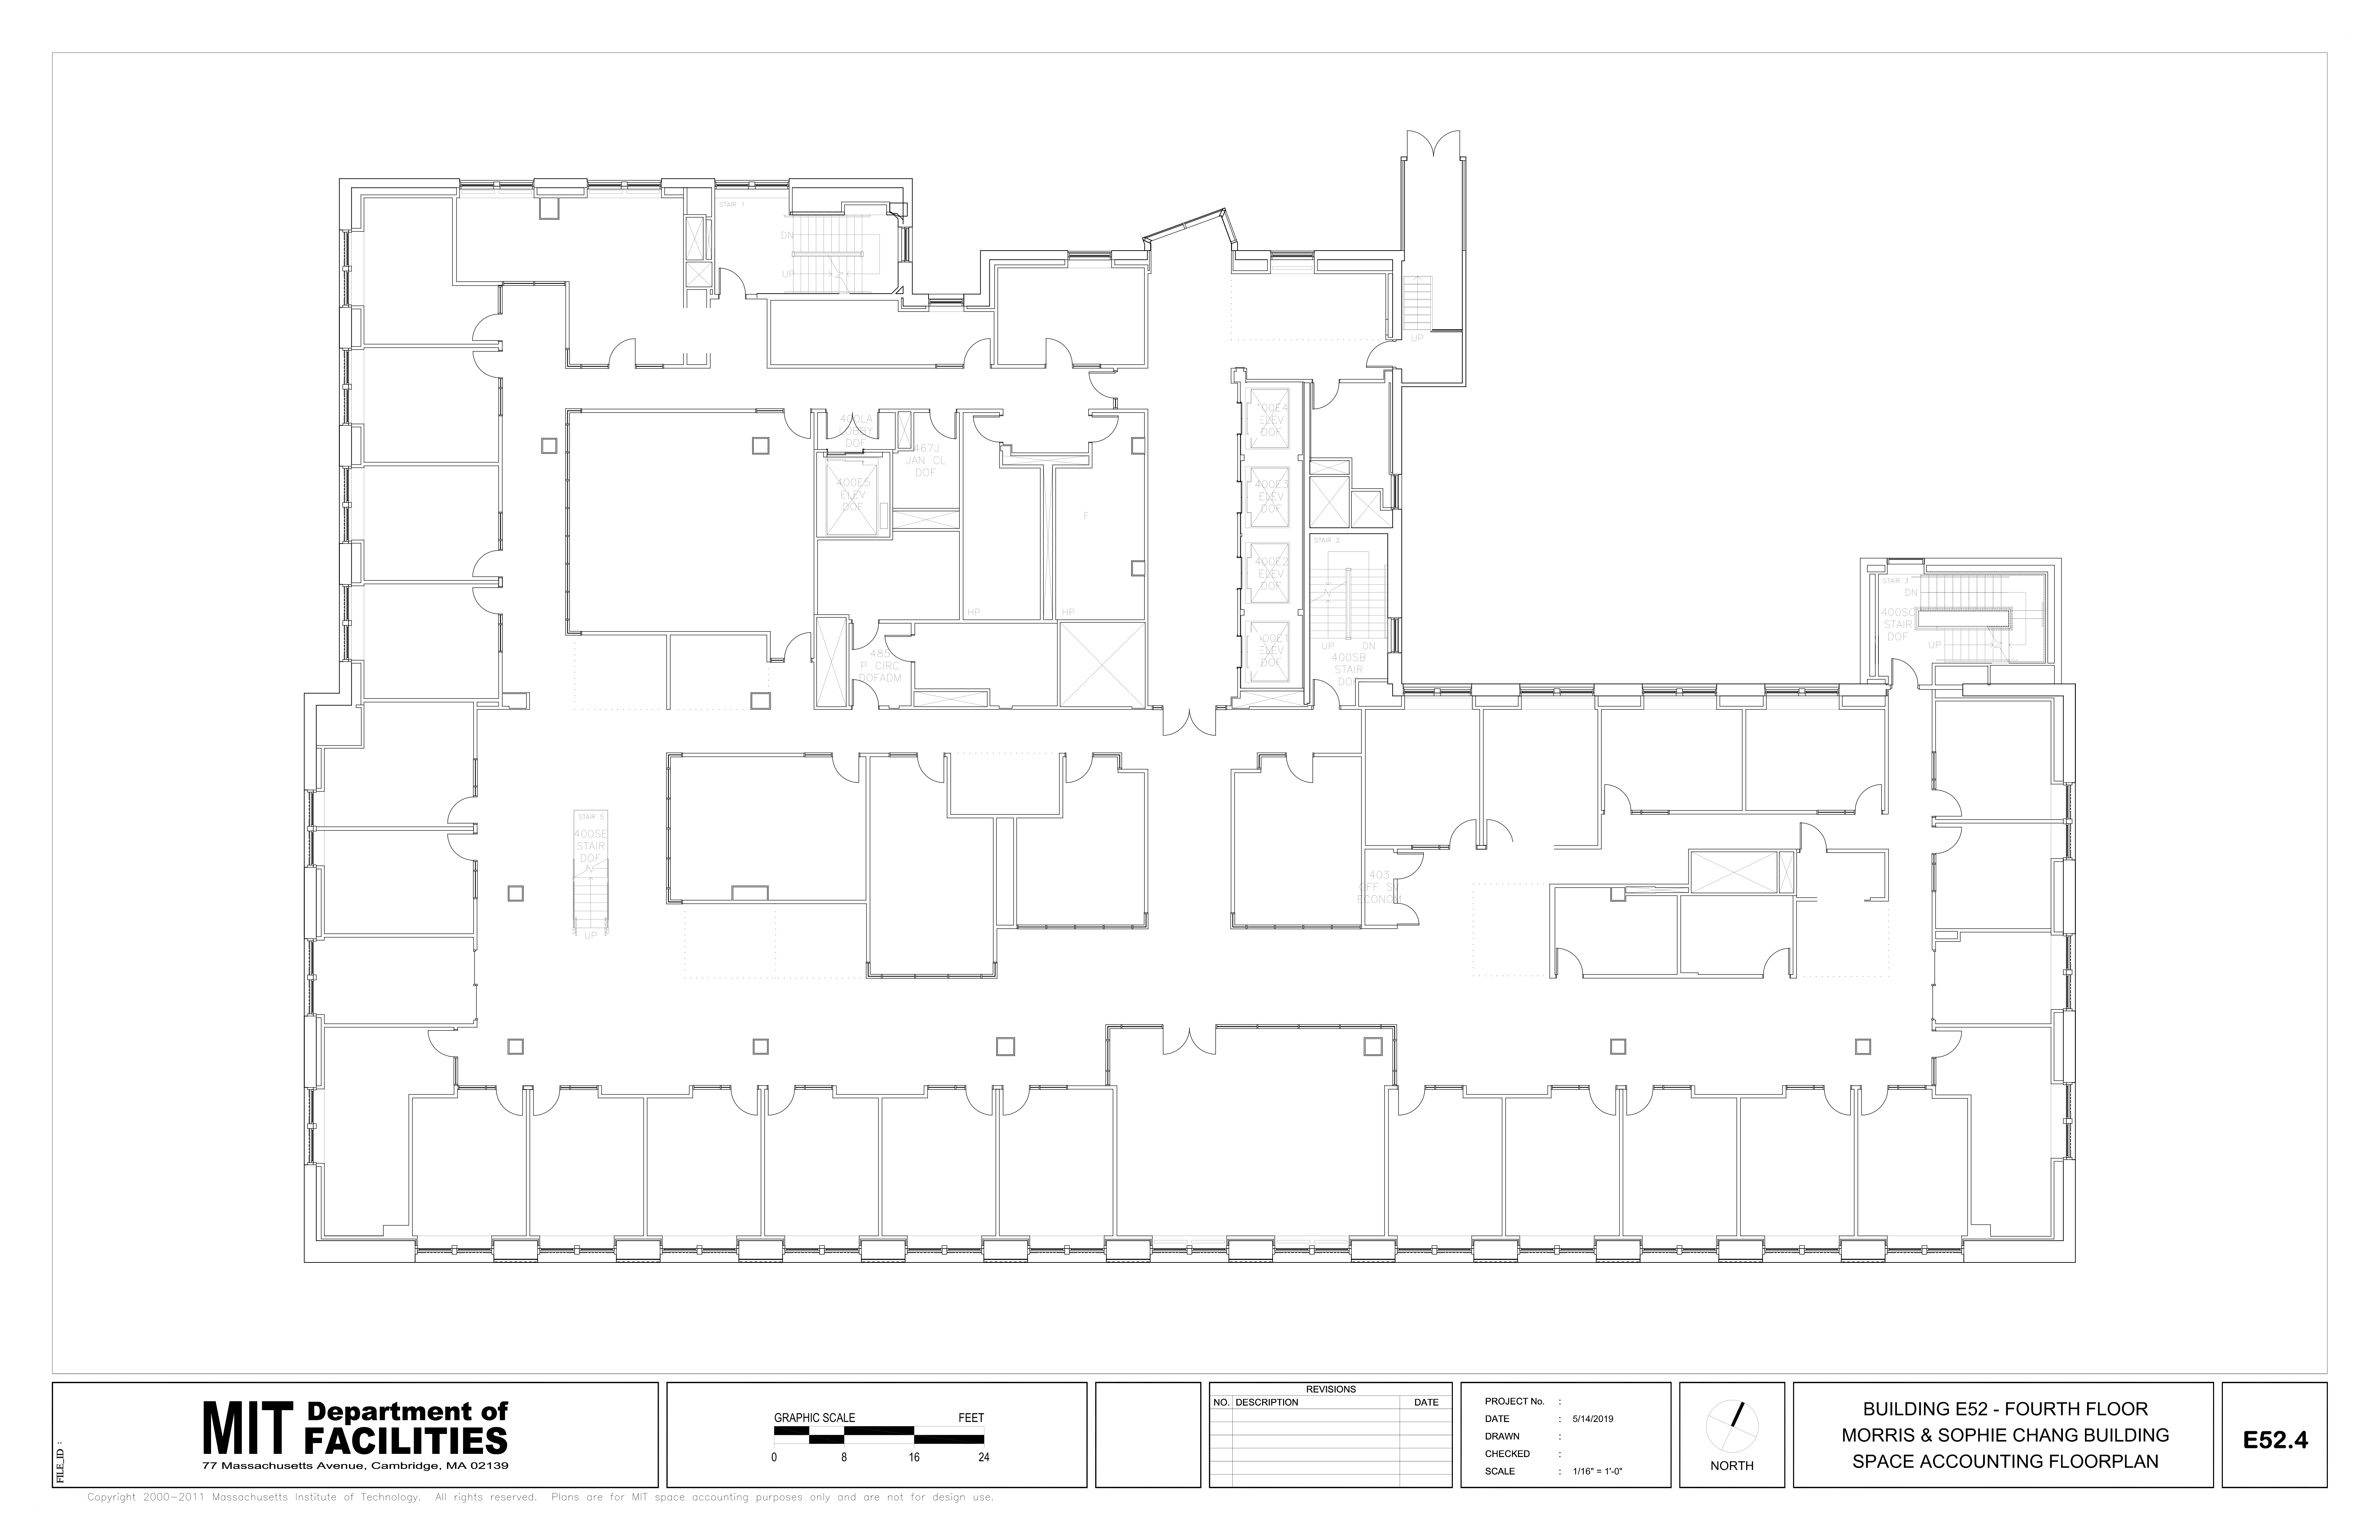 STAIR 1
DN
UP
UP
400LA
LOBBY
DOF
467J
JAN CL
DOF
400E5
ELEV
DOF
F
HP
HP
485
P CIRC
DOFADM
400E4
ELEV
DOF
400E3
ELEV
DOF
400E2
ELEV
DOF
400E1
ELEV
DOF
STAIR 2
UP DN
400SB
STAIR
DOF
STAIR 3
DN
400SC
STAIR
DOF
UP
STAIR 5
400SE
STAIR
DOF
UP
403
OFF SV
ECONOM
FILE_ID :
MIT Department of
FACILITIES
77 Massachusetts Avenue, Cambridge, MA 02139
GRAPHIC SCALE FEET
0 8 16 24
REVISIONS
NO. DESCRIPTION DATE
PROJECT No. :
DATE : 5/14/2019
DRAWN :
CHECKED :
SCALE : 1/16" = 1'-0"
NORTH
BUILDING E52 - FOURTH FLOOR
MORRIS & SOPHIE CHANG BUILDING
SPACE ACCOUNTING FLOORPLAN
E52.4
Copyright 2000-2011 Massachusetts Institute of Technology. All rights reserved. Plans are for MIT space accounting purposes only and are not for design use.